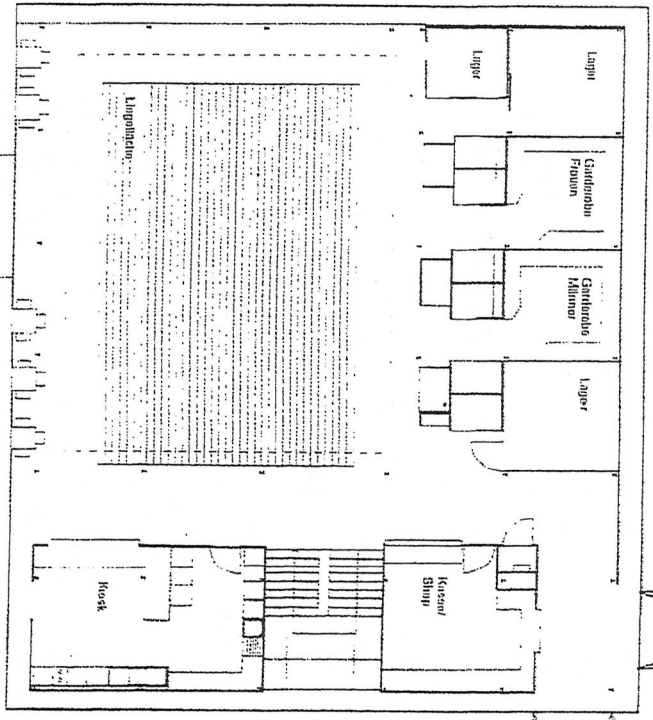 Lager
Lager
Garderobe
Frauen
Garderobe
Männer
Lager
Liegefläche
Kiosk
Kasse/
Shop